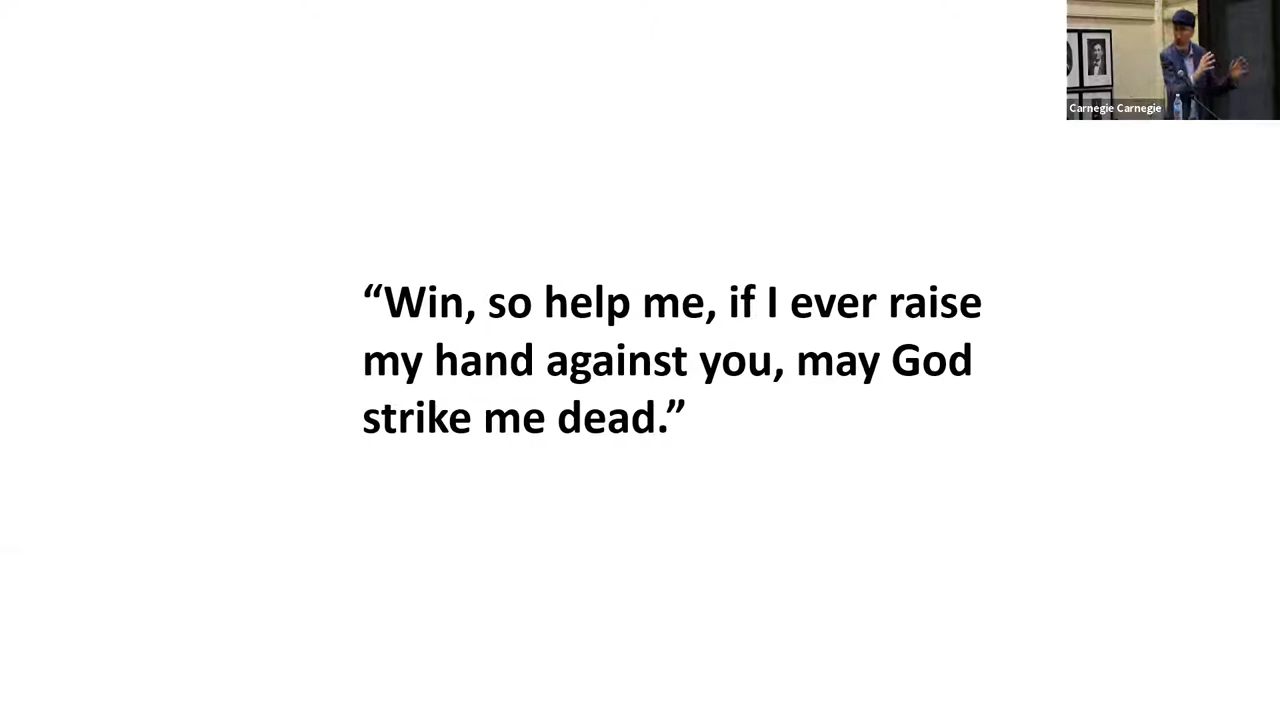 Carnegie Carnegie
“Win, so help me, if I ever raise
my hand against you, may God
strike me dead.”